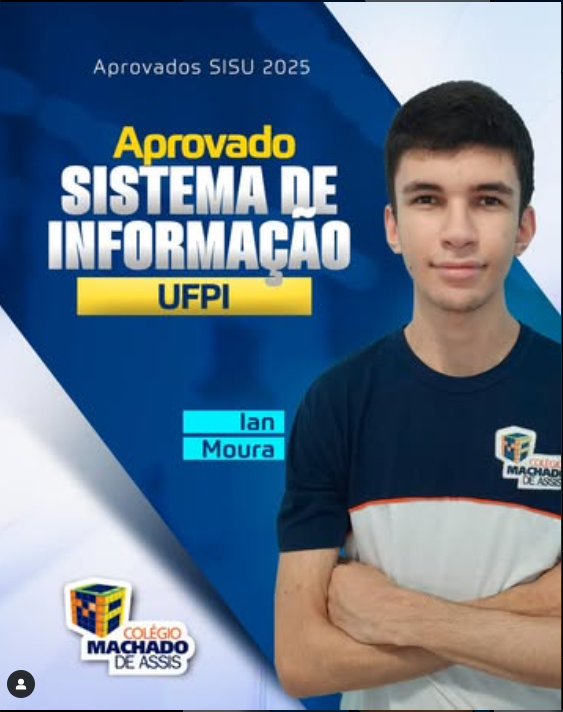 Aprovados SISU 2025
Aprovado
SISTEMA DE
INFORMAÇÃO
UFPI
Ian
Moura
COLÉGIO
MACHADO
DE ASSIS
COLÉGIO
MACHADO
DE ASSIS